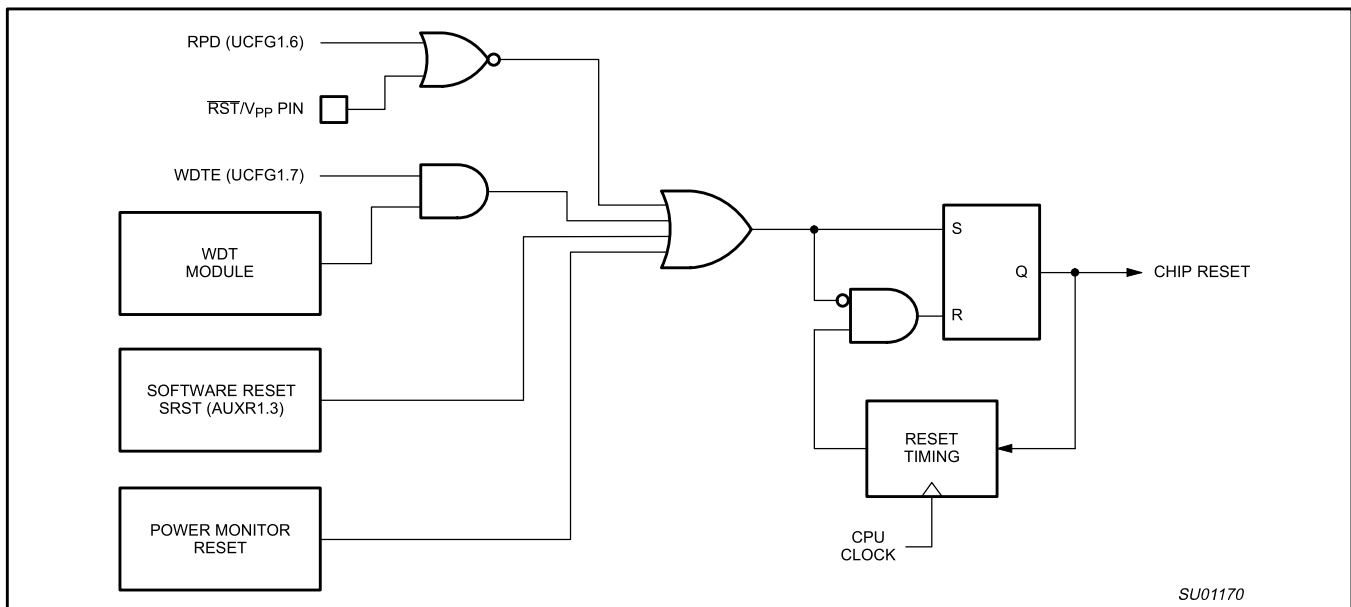 RPD (UCFG1.6)
RST/VPP PIN
WDTE (UCFG1.7)
WDT
MODULE
SOFTWARE RESET
SRST (AUXR1.3)
POWER MONITOR
RESET
S
Q
R
CHIP RESET
RESET
TIMING
CPU
CLOCK
SU01170